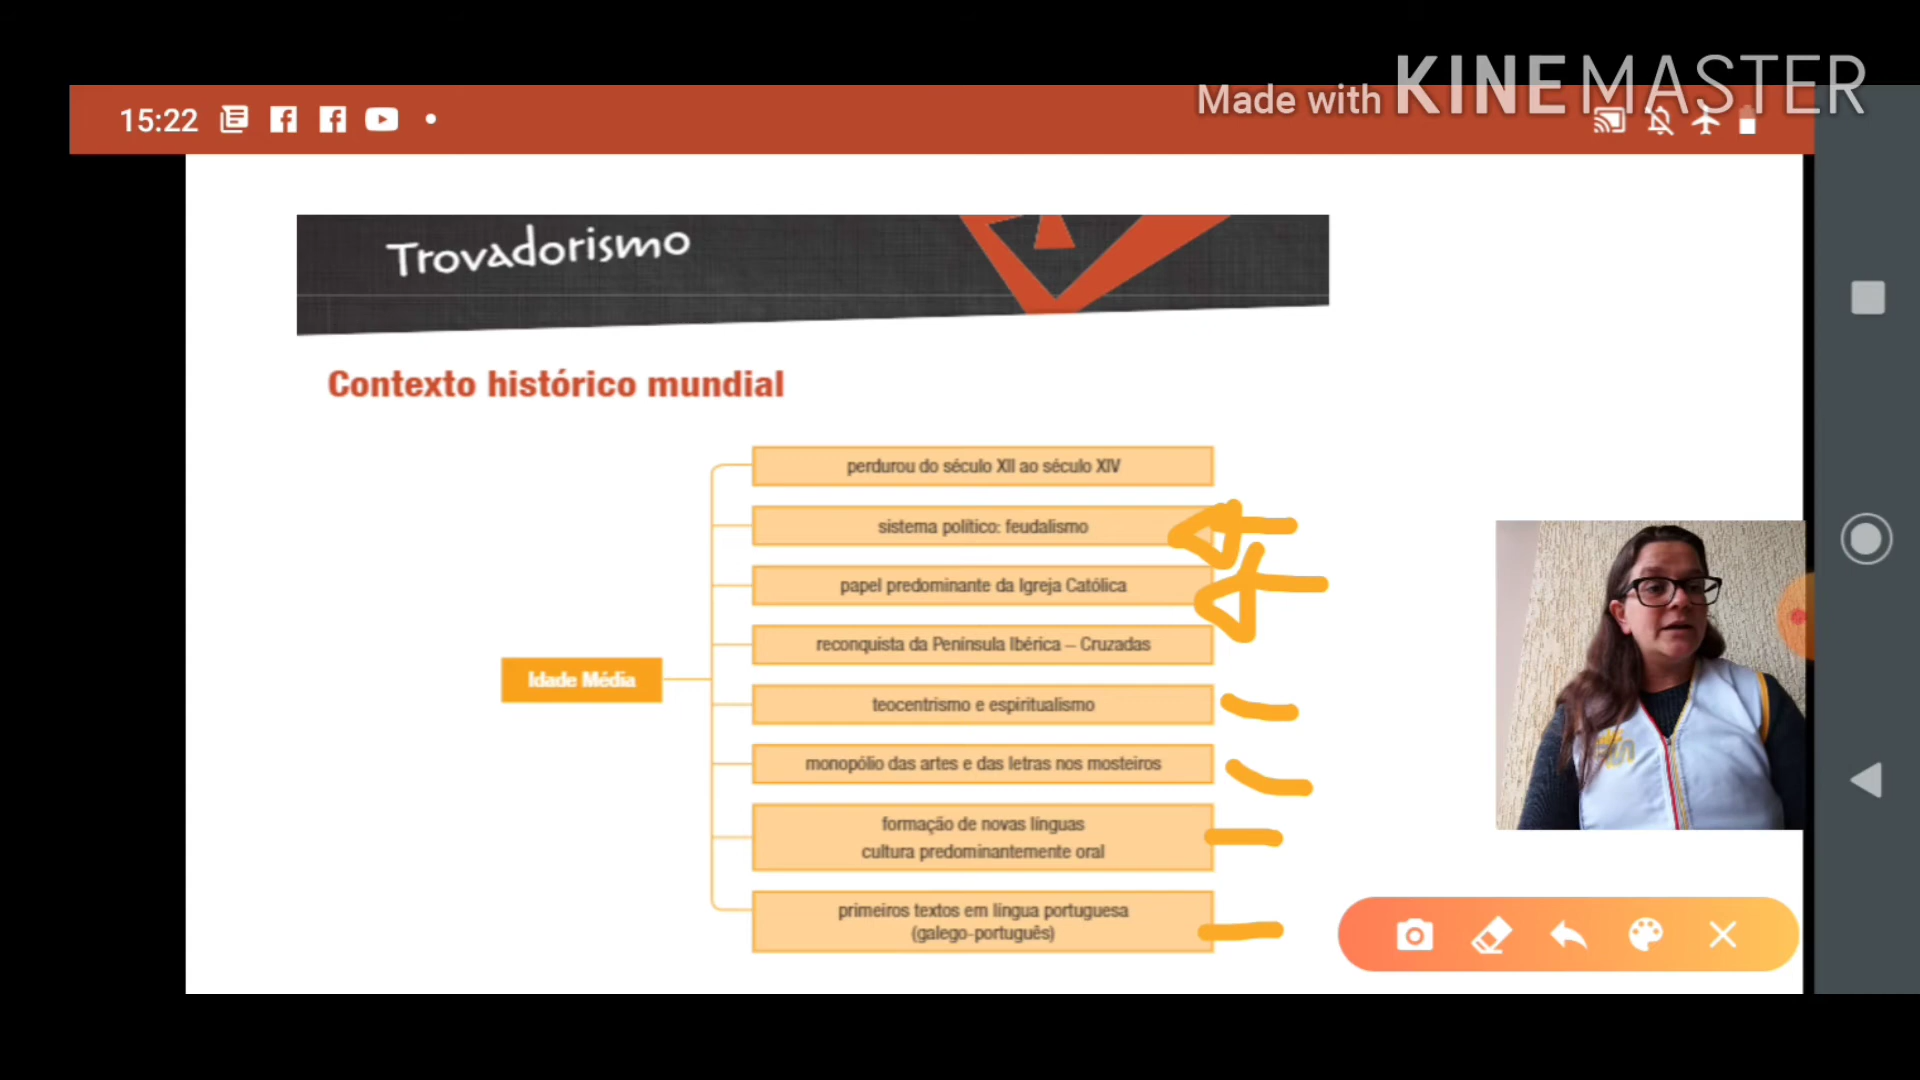 Made with KINEMASTER
15:22
Trovadorismo
Contexto histórico mundial
perdurou do século XII ao século XIV
sistema político: feudalismo
papel predominante da Igreja Católica
reconquista da Península Ibérica – Cruzadas
Idade Média
teocentrismo e espiritualismo
monopólio das artes e das letras nos mosteiros
formação de novas línguas
cultura predominantemente oral
primeiros textos em língua portuguesa
(galego-português)